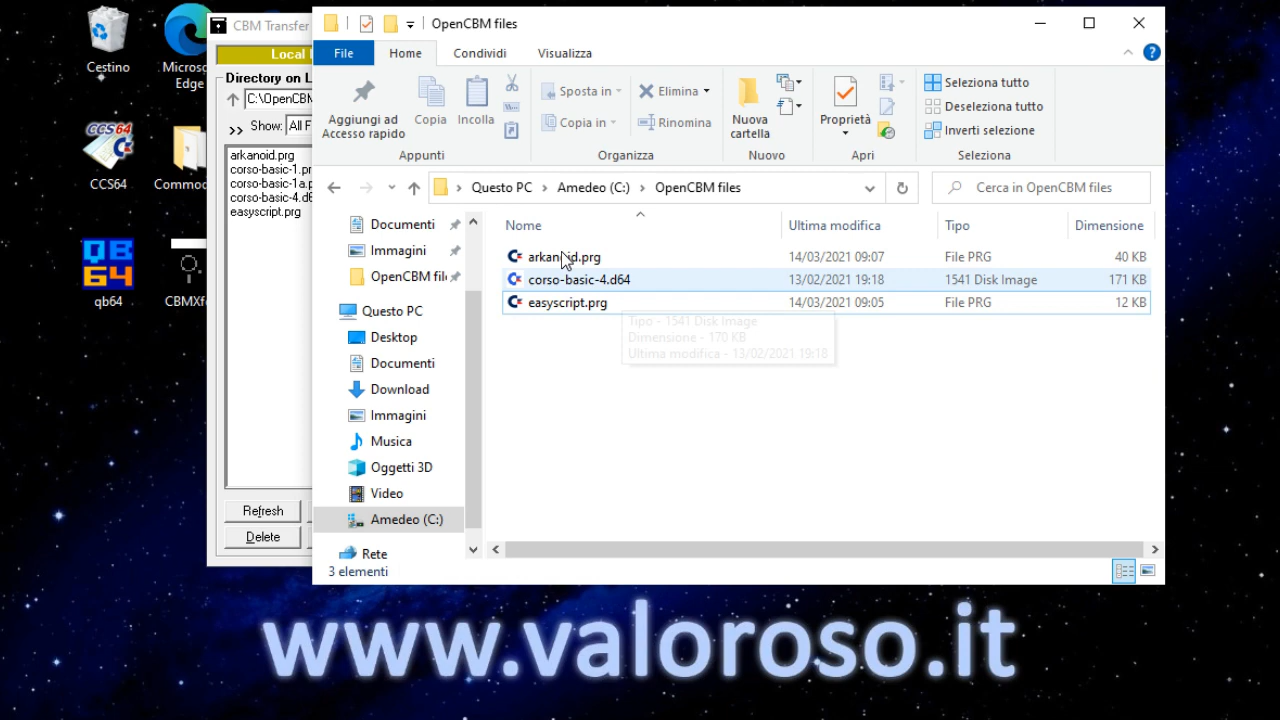 Cestino
Microso
Edge
CCS64
Commod
qb64
CBMXfe
CBM Transfer
Local
Directory on L
C:\OpenCBM
>> Show: All F
arkanoid.prg
corso-basic-1.pr
corso-basic-1a.p
corso-basic-4.d6
easyscript.prg
Refresh
Delete
OpenCBM files
File Home Condividi Visualizza
Aggiungi ad
Accesso rapido
Copia
Incolla
Appunti
Sposta in
Copia in
Elimina
Rinomina
Organizza
Nuova
cartella
Nuovo
Proprietà
Apri
Seleziona tutto
Deseleziona tutto
Inverti selezione
Seleziona
Questo PC > Amedeo (C:) > OpenCBM files
Cerca in OpenCBM files
Documenti
Immagini
OpenCBM file
Questo PC
Desktop
Documenti
Download
Immagini
Musica
Oggetti 3D
Video
Amedeo (C:)
Rete
Nome Ultima modifica Tipo Dimensione
arkanoid.prg 14/03/2021 09:07 File PRG 40 KB
corso-basic-4.d64 13/02/2021 19:18 1541 Disk Image 171 KB
easyscript.prg 14/03/2021 09:05 File PRG 12 KB
Tipo - 1541 Disk Image
Dimensione - 170 KB
Ultima modifica - 13/02/2021 19:18
3 elementi
www.valoroso.it